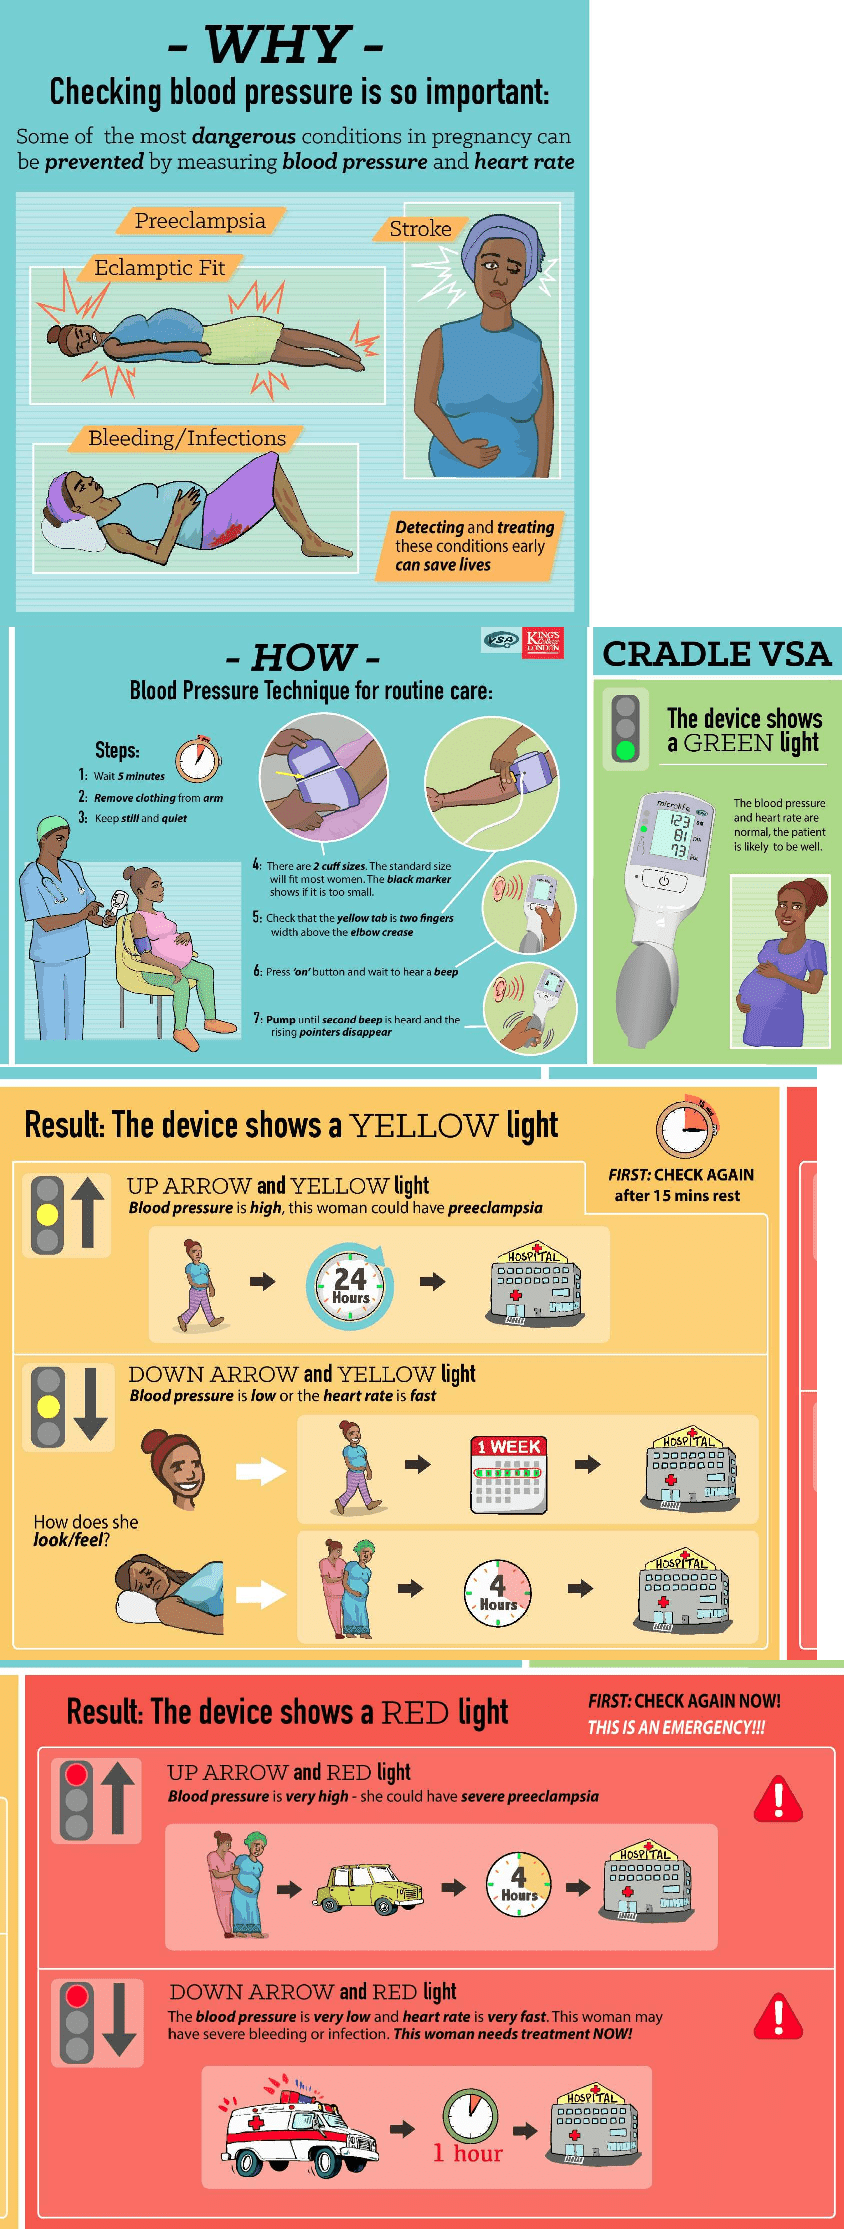 - WHY -
Checking blood pressure is so important:
Some of the most dangerous conditions in pregnancy can
be prevented by measuring blood pressure and heart rate
Preeclampsia
Stroke
Eclamptic Fit
Bleeding/Infections
Detecting and treating
these conditions early
can save lives
VSA
KING'S
College
LONDON
- HOW -
Blood Pressure Technique for routine care:
Steps:
1: Wait 5 minutes
2: Remove clothing from arm
3: Keep still and quiet
4: There are 2 cuff sizes. The standard size
will fit most women. The black marker
shows if it is too small.
5: Check that the yellow tab is two fingers
width above the elbow crease
6: Press 'on' button and wait to hear a beep
7: Pump until second beep is heard and the
rising pointers disappear
CRADLE VSA
The device shows
a GREEN light
microlife
123
81
73
The blood pressure
and heart rate are
normal, the patient
is likely to be well.
Result: The device shows a YELLOW light
15 min
FIRST: CHECK AGAIN
after 15 mins rest
UP ARROW and YELLOW light
Blood pressure is high, this woman could have preeclampsia
24
Hours
HOSPITAL
DOWN ARROW and YELLOW light
Blood pressure is low or the heart rate is fast
1 WEEK
HOSPITAL
How does she
look/feel?
4
Hours
HOSPITAL
Result: The device shows a RED light
FIRST: CHECK AGAIN NOW!
THIS IS AN EMERGENCY!!!
UP ARROW and RED light
Blood pressure is very high - she could have severe preeclampsia
4
Hours
HOSPITAL
DOWN ARROW and RED light
The blood pressure is very low and heart rate is very fast. This woman may
have severe bleeding or infection. This woman needs treatment NOW!
1 hour
HOSPITAL